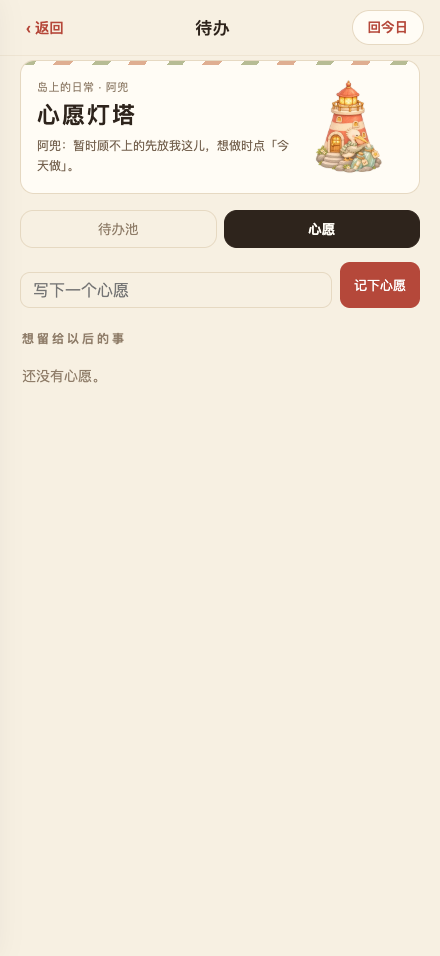 ‹ 返回
待办
回今日
岛上的日常 · 阿兜
心愿灯塔
阿兜：暂时顾不上的先放我这儿，想做时点「今
天做」。
待办池
心愿
写下一个心愿
记下心愿
想留给以后的事
还没有心愿。